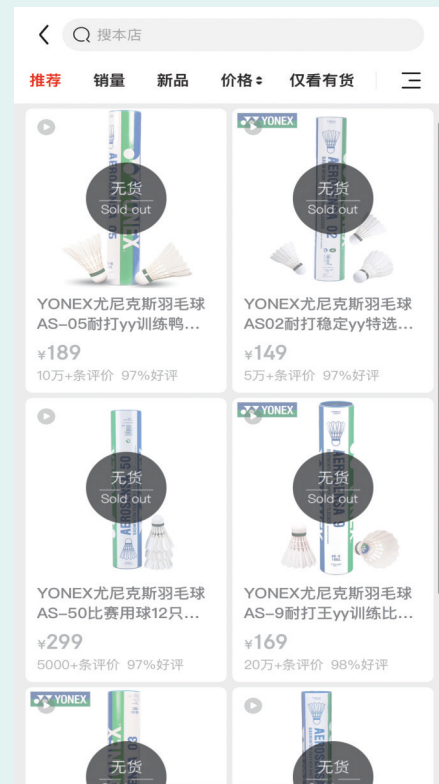 搜本店
推荐 销量 新品 价格 仅看有货
无货
Sold out
YONEX尤尼克斯羽毛球
AS-05耐打yy训练鸭...
¥189
10万+条评价 97%好评
YONEX
无货
Sold out
YONEX尤尼克斯羽毛球
AS02耐打稳定yy特选...
¥149
5万+条评价 97%好评
无货
Sold out
YONEX尤尼克斯羽毛球
AS-50比赛用球12只...
¥299
5000+条评价 97%好评
YONEX
无货
Sold out
YONEX尤尼克斯羽毛球
AS-9耐打王yy训练比...
¥169
20万+条评价 98%好评
YONEX
无货
Sold out
无货
Sold out